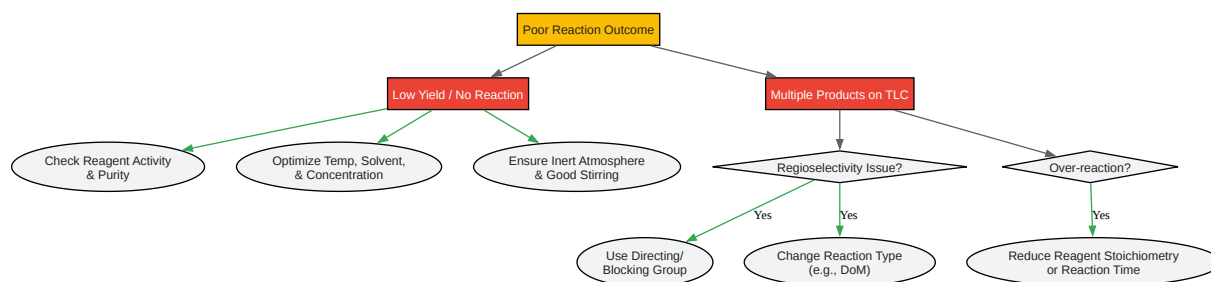 Poor Reaction Outcome
Low Yield / No Reaction
Multiple Products on TLC
Check Reagent Activity
& Purity
Optimize Temp, Solvent,
& Concentration
Ensure Inert Atmosphere
& Good Stirring
Regioselectivity Issue?
Over-reaction?
Yes
Yes
Yes
Use Directing/
Blocking Group
Change Reaction Type
(e.g., DoM)
Reduce Reagent Stoichiometry
or Reaction Time